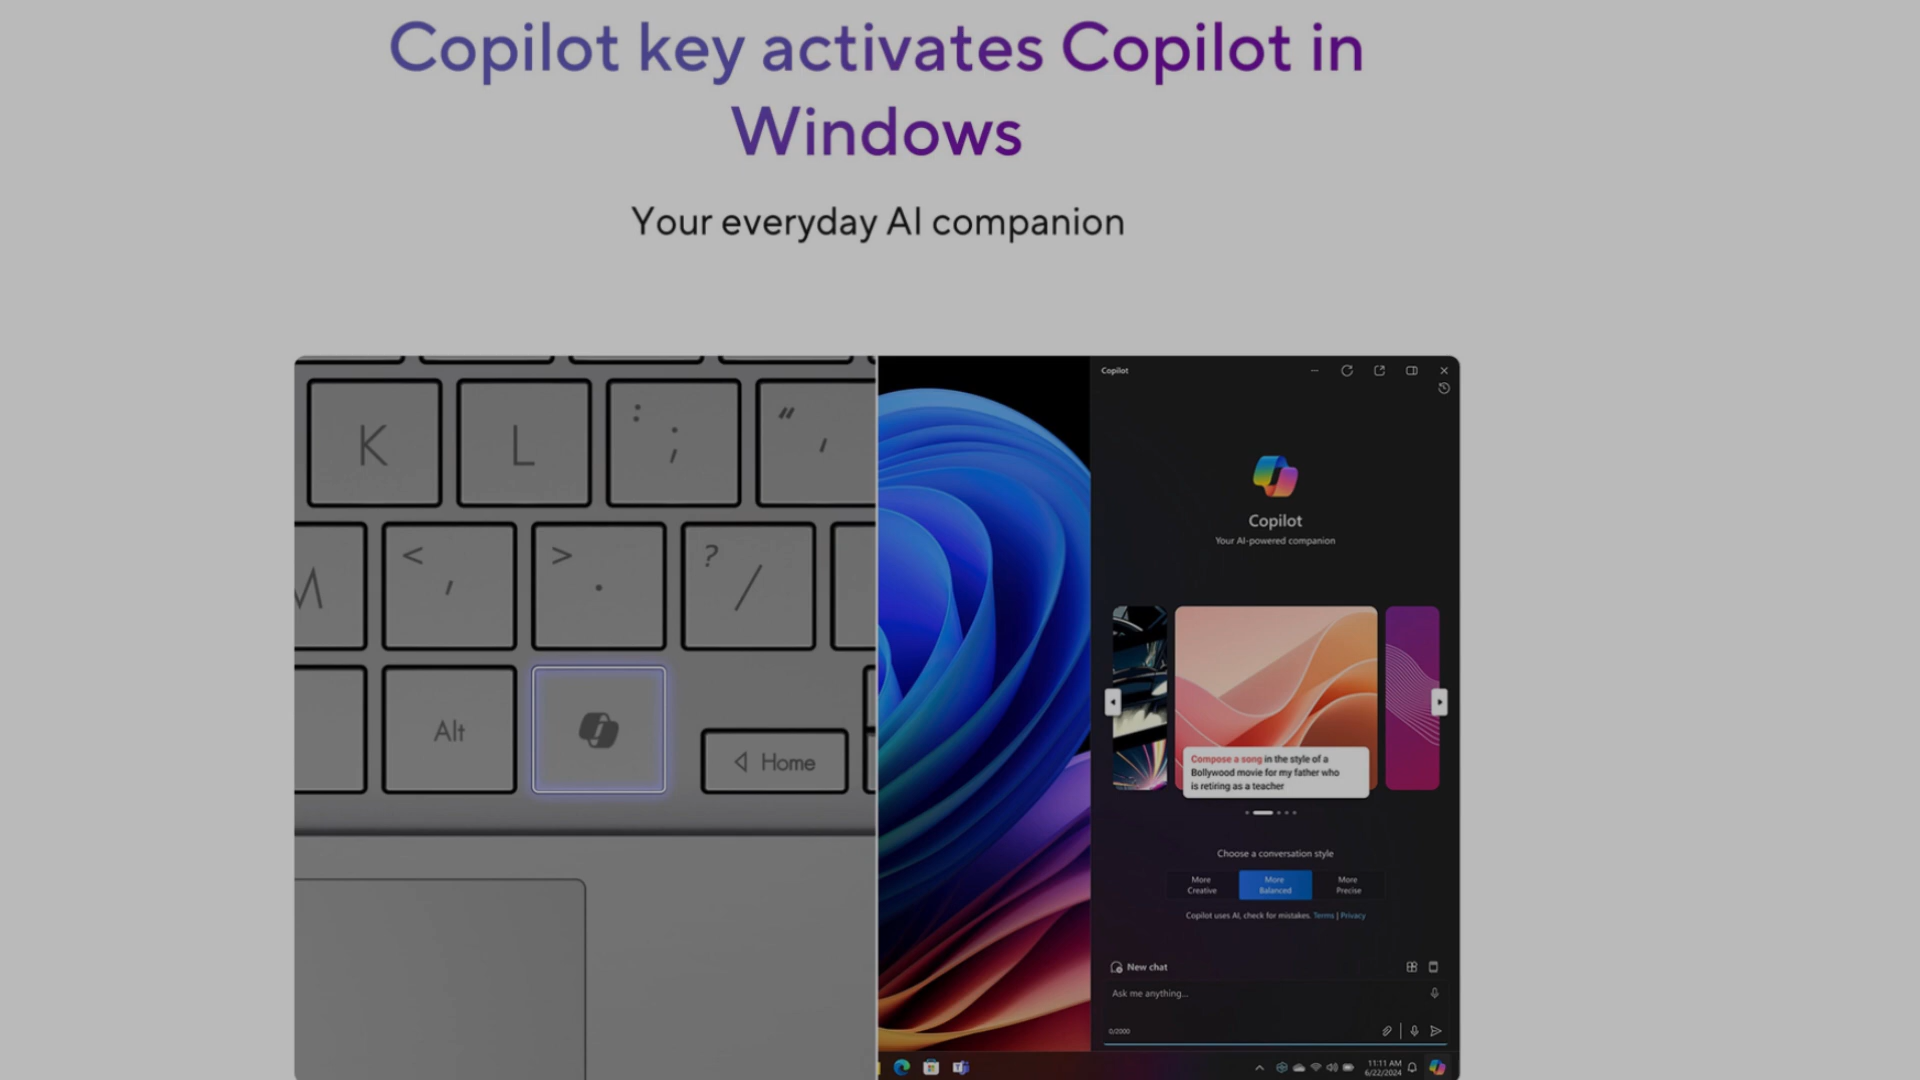 Copilot key activates Copilot in
Windows
Your everyday AI companion
K
L
:
;
"
'
M
<
,
>
.
?
/
Alt
Home
Copilot
Copilot
Your AI-powered companion
Compose a song in the style of a
Bollywood movie for my father who
is retiring as a teacher
Choose a conversation style
More
Creative
More
Balanced
More
Precise
Copilot uses AI, check for mistakes. Terms | Privacy
New chat
Ask me anything...
0/2000
11:11 AM
6/22/2024